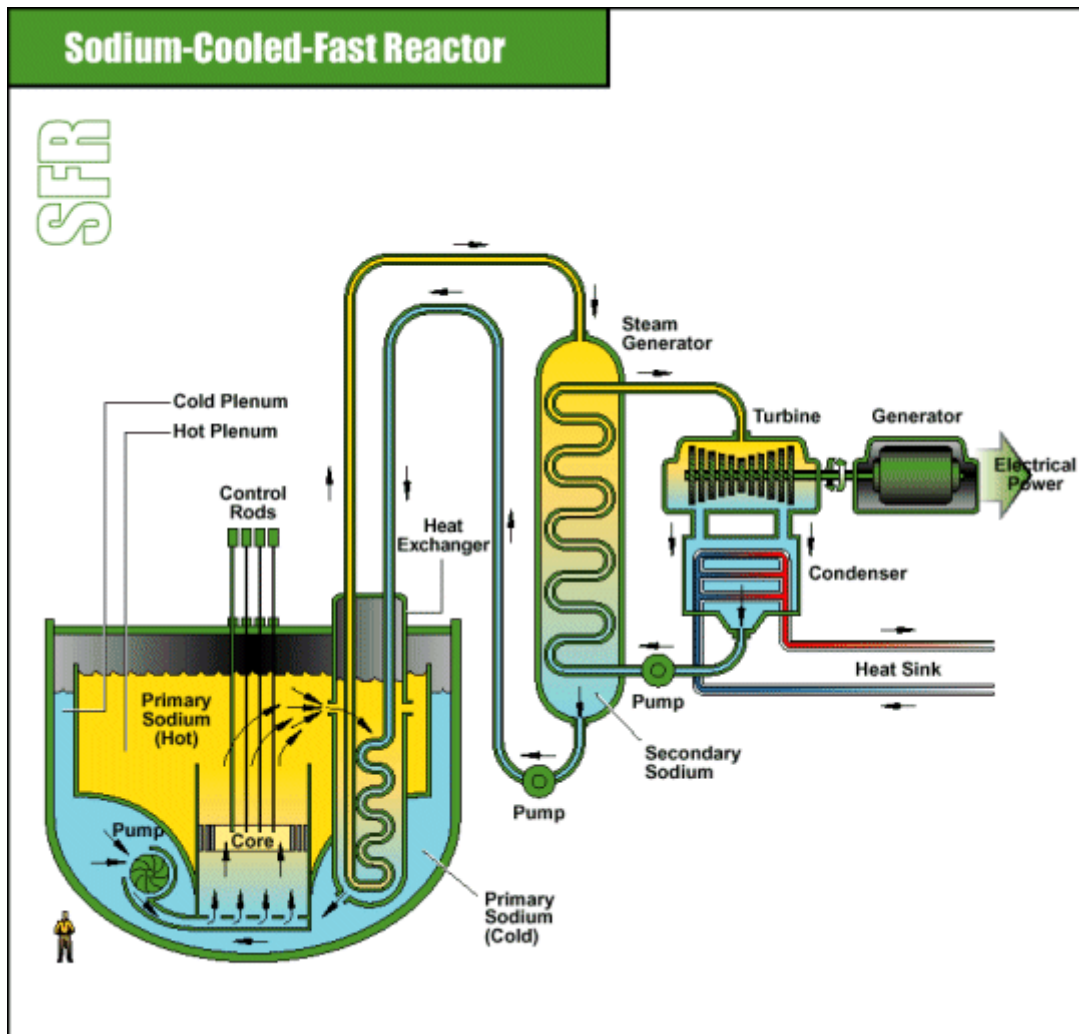 Sodium-Cooled-Fast Reactor
SFR
Steam
Generator
Cold Plenum
Hot Plenum
Turbine
Generator
Electrical
Power
Control
Rods
Heat
Exchanger
Condenser
Primary
Sodium
(Hot)
Heat Sink
Pump
Secondary
Sodium
Pump
Pump
Core
Primary
Sodium
(Cold)